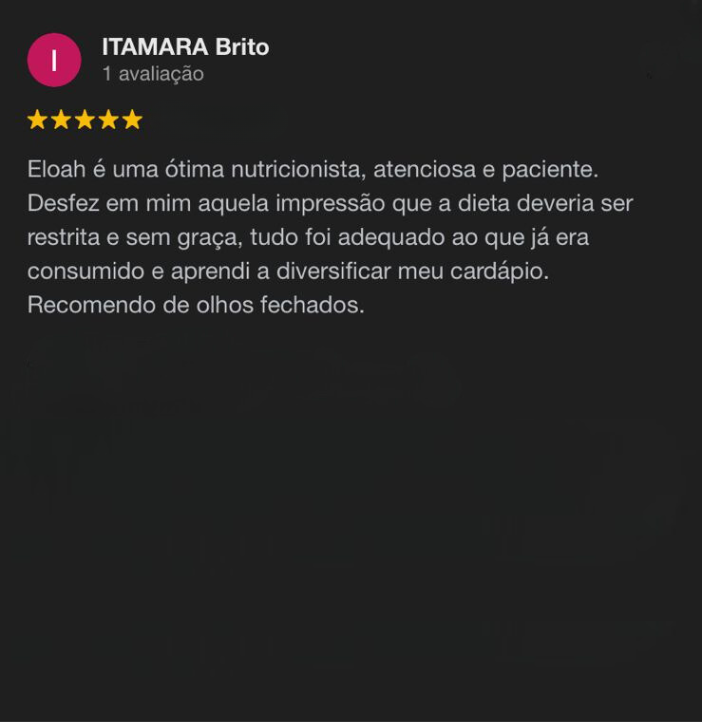 I
ITAMARA Brito
1 avaliação
Eloah é uma ótima nutricionista, atenciosa e paciente.
Desfez em mim aquela impressão que a dieta deveria ser
restrita e sem graça, tudo foi adequado ao que já era
consumido e aprendi a diversificar meu cardápio.
Recomendo de olhos fechados.